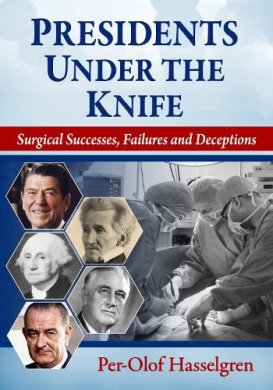 PRESIDENTS
UNDER THE
KNIFE
Surgical Successes, Failures and Deceptions
Per-Olof Hasselgren